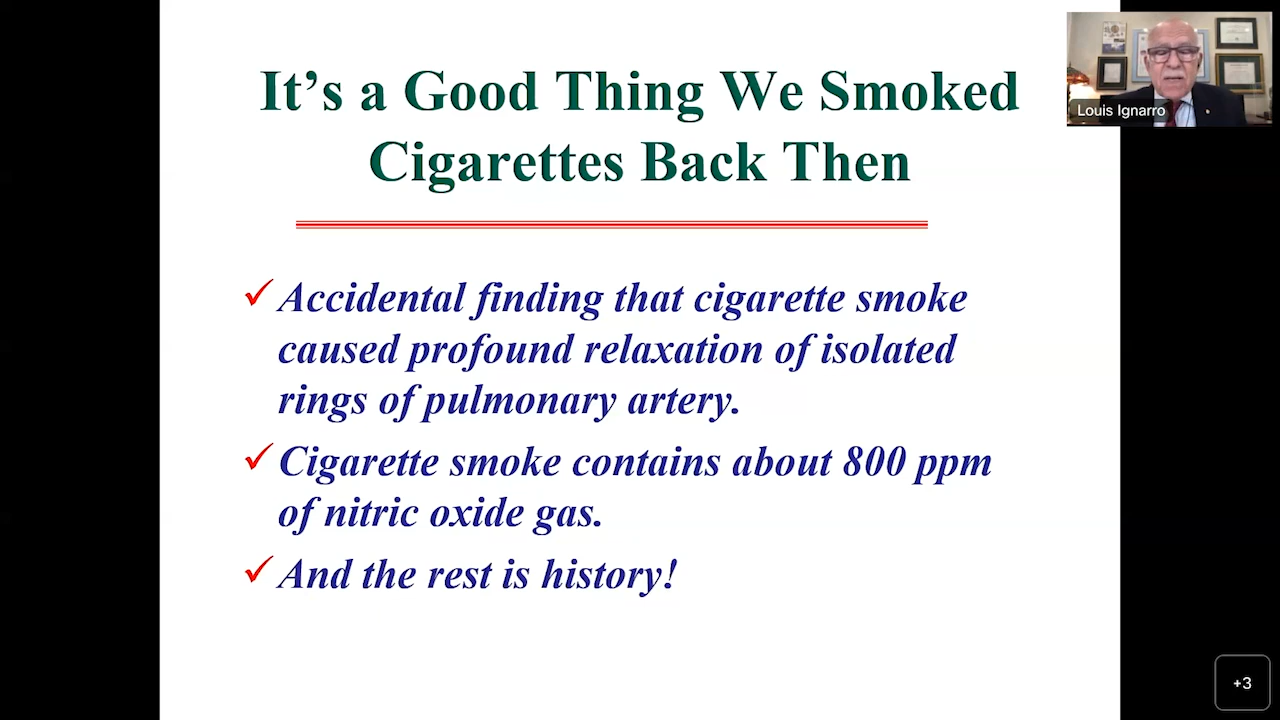 It's a Good Thing We Smoked
Cigarettes Back Then
Louis Ignarro
✓ Accidental finding that cigarette smoke
caused profound relaxation of isolated
rings of pulmonary artery.
✓ Cigarette smoke contains about 800 ppm
of nitric oxide gas.
✓ And the rest is history!
+3